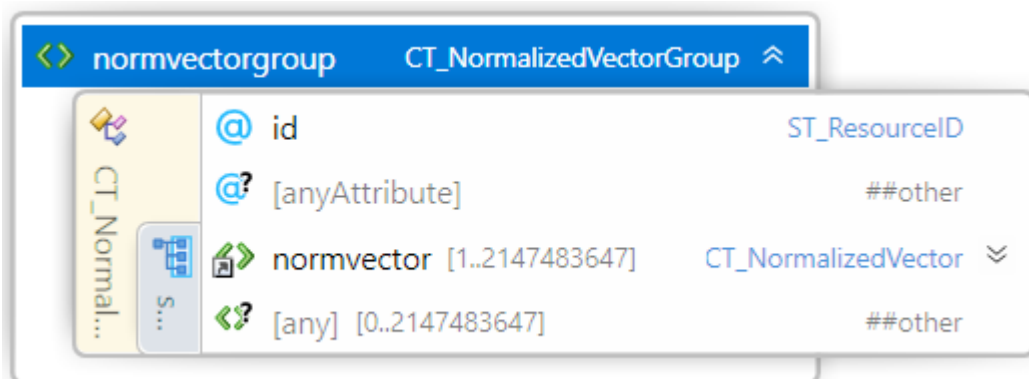 normvectorgroup CT_NormalizedVectorGroup
CT_Normal...
@ id ST_ResourceID
@? [anyAttribute] ##other
s...
normvector [1..2147483647] CT_NormalizedVector
[any] [0..2147483647] ##other